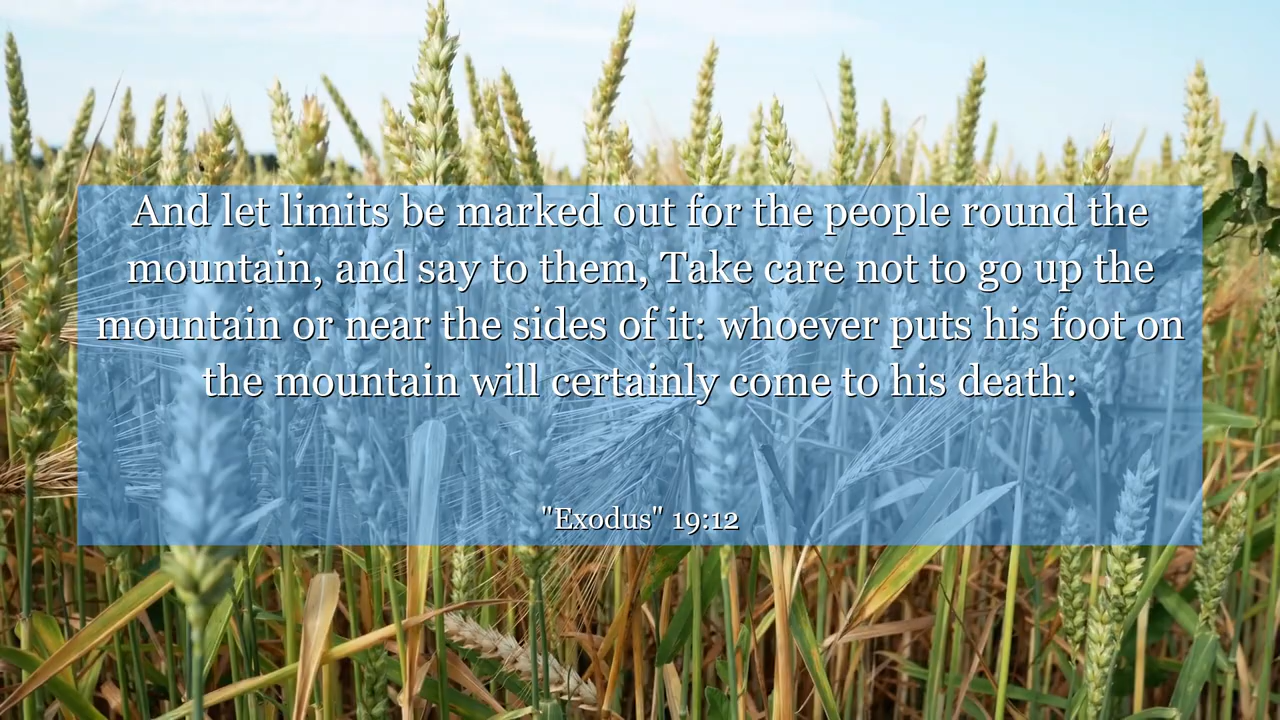 And let limits be marked out for the people round the
mountain, and say to them, Take care not to go up the
mountain or near the sides of it: whoever puts his foot on
the mountain will certainly come to his death:
"Exodus" 19:12